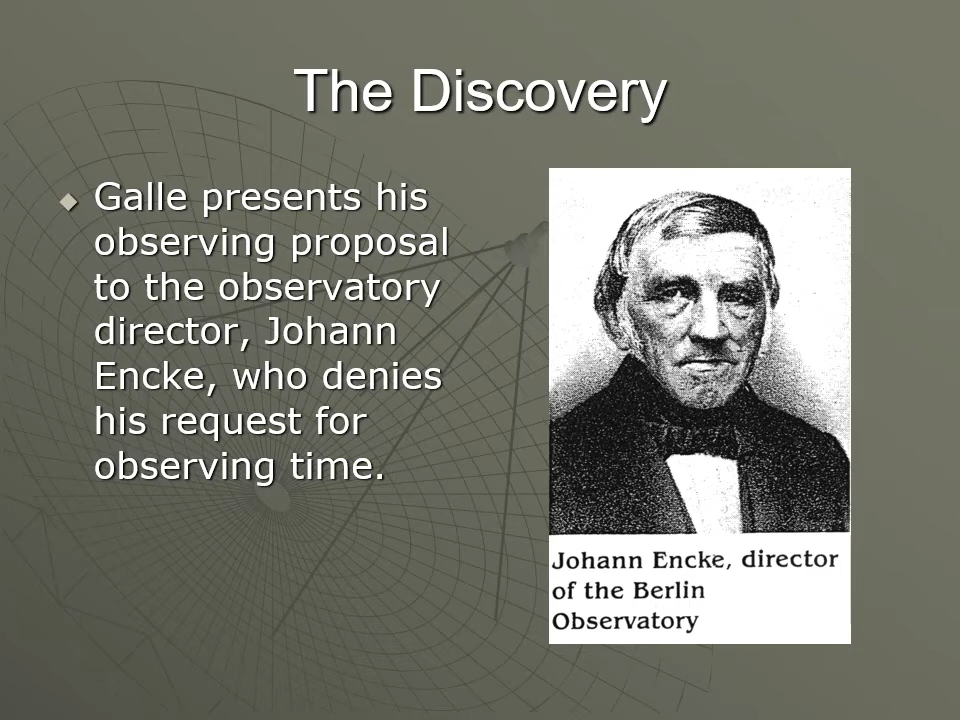 The Discovery
Galle presents his
observing proposal
to the observatory
director, Johann
Encke, who denies
his request for
observing time.
Johann Encke, director
of the Berlin
Observatory